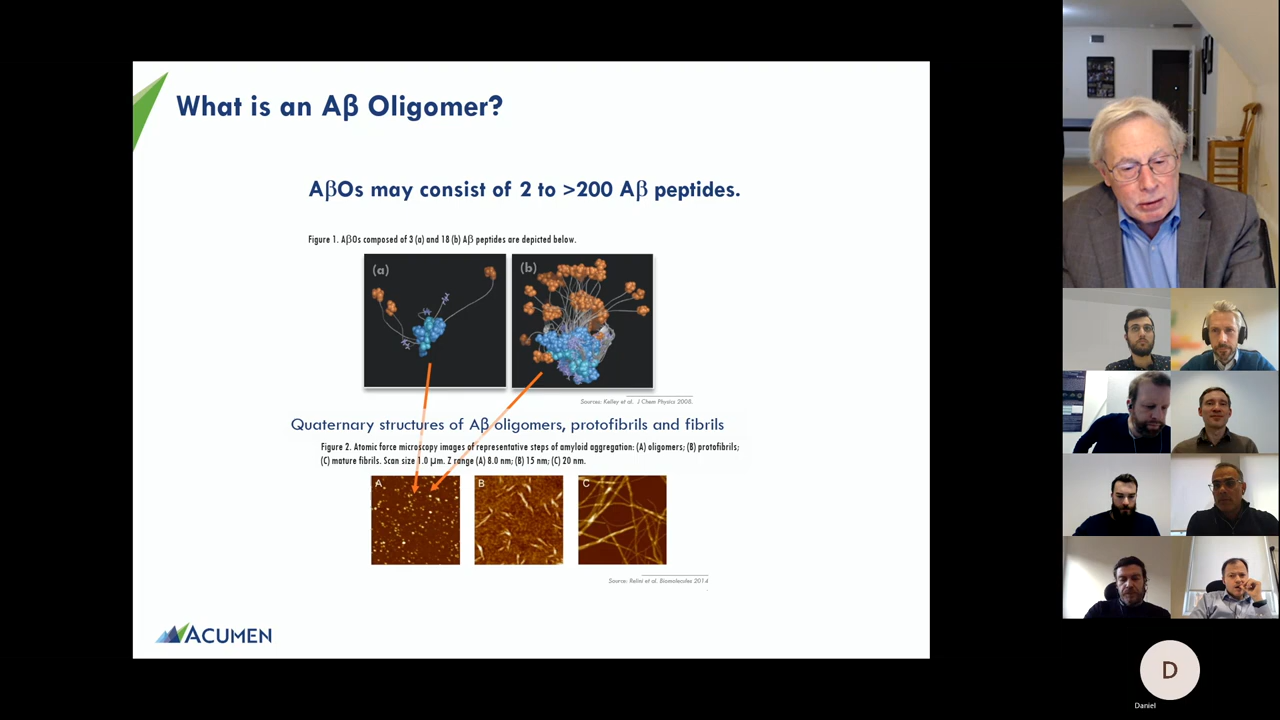 What is an Aβ Oligomer?
AβOs may consist of 2 to >200 Aβ peptides.
Figure 1. AβOs composed of 3 (a) and 18 (b) Aβ peptides are depicted below.
(a)
(b)
Sources: Kelley et al. J Chem Physics 2008.
Quaternary structures of Aβ oligomers, protofibrils and fibrils
Figure 2. Atomic force microscopy images of representative steps of amyloid aggregation: (A) oligomers; (B) protofibrils;
(C) mature fibrils. Scan size 1.0 µm. Z range (A) 8.0 nm; (B) 15 nm; (C) 20 nm.
A
B
C
Source: Relini et al. Biomolecules 2014
ACUMEN
D
Daniel